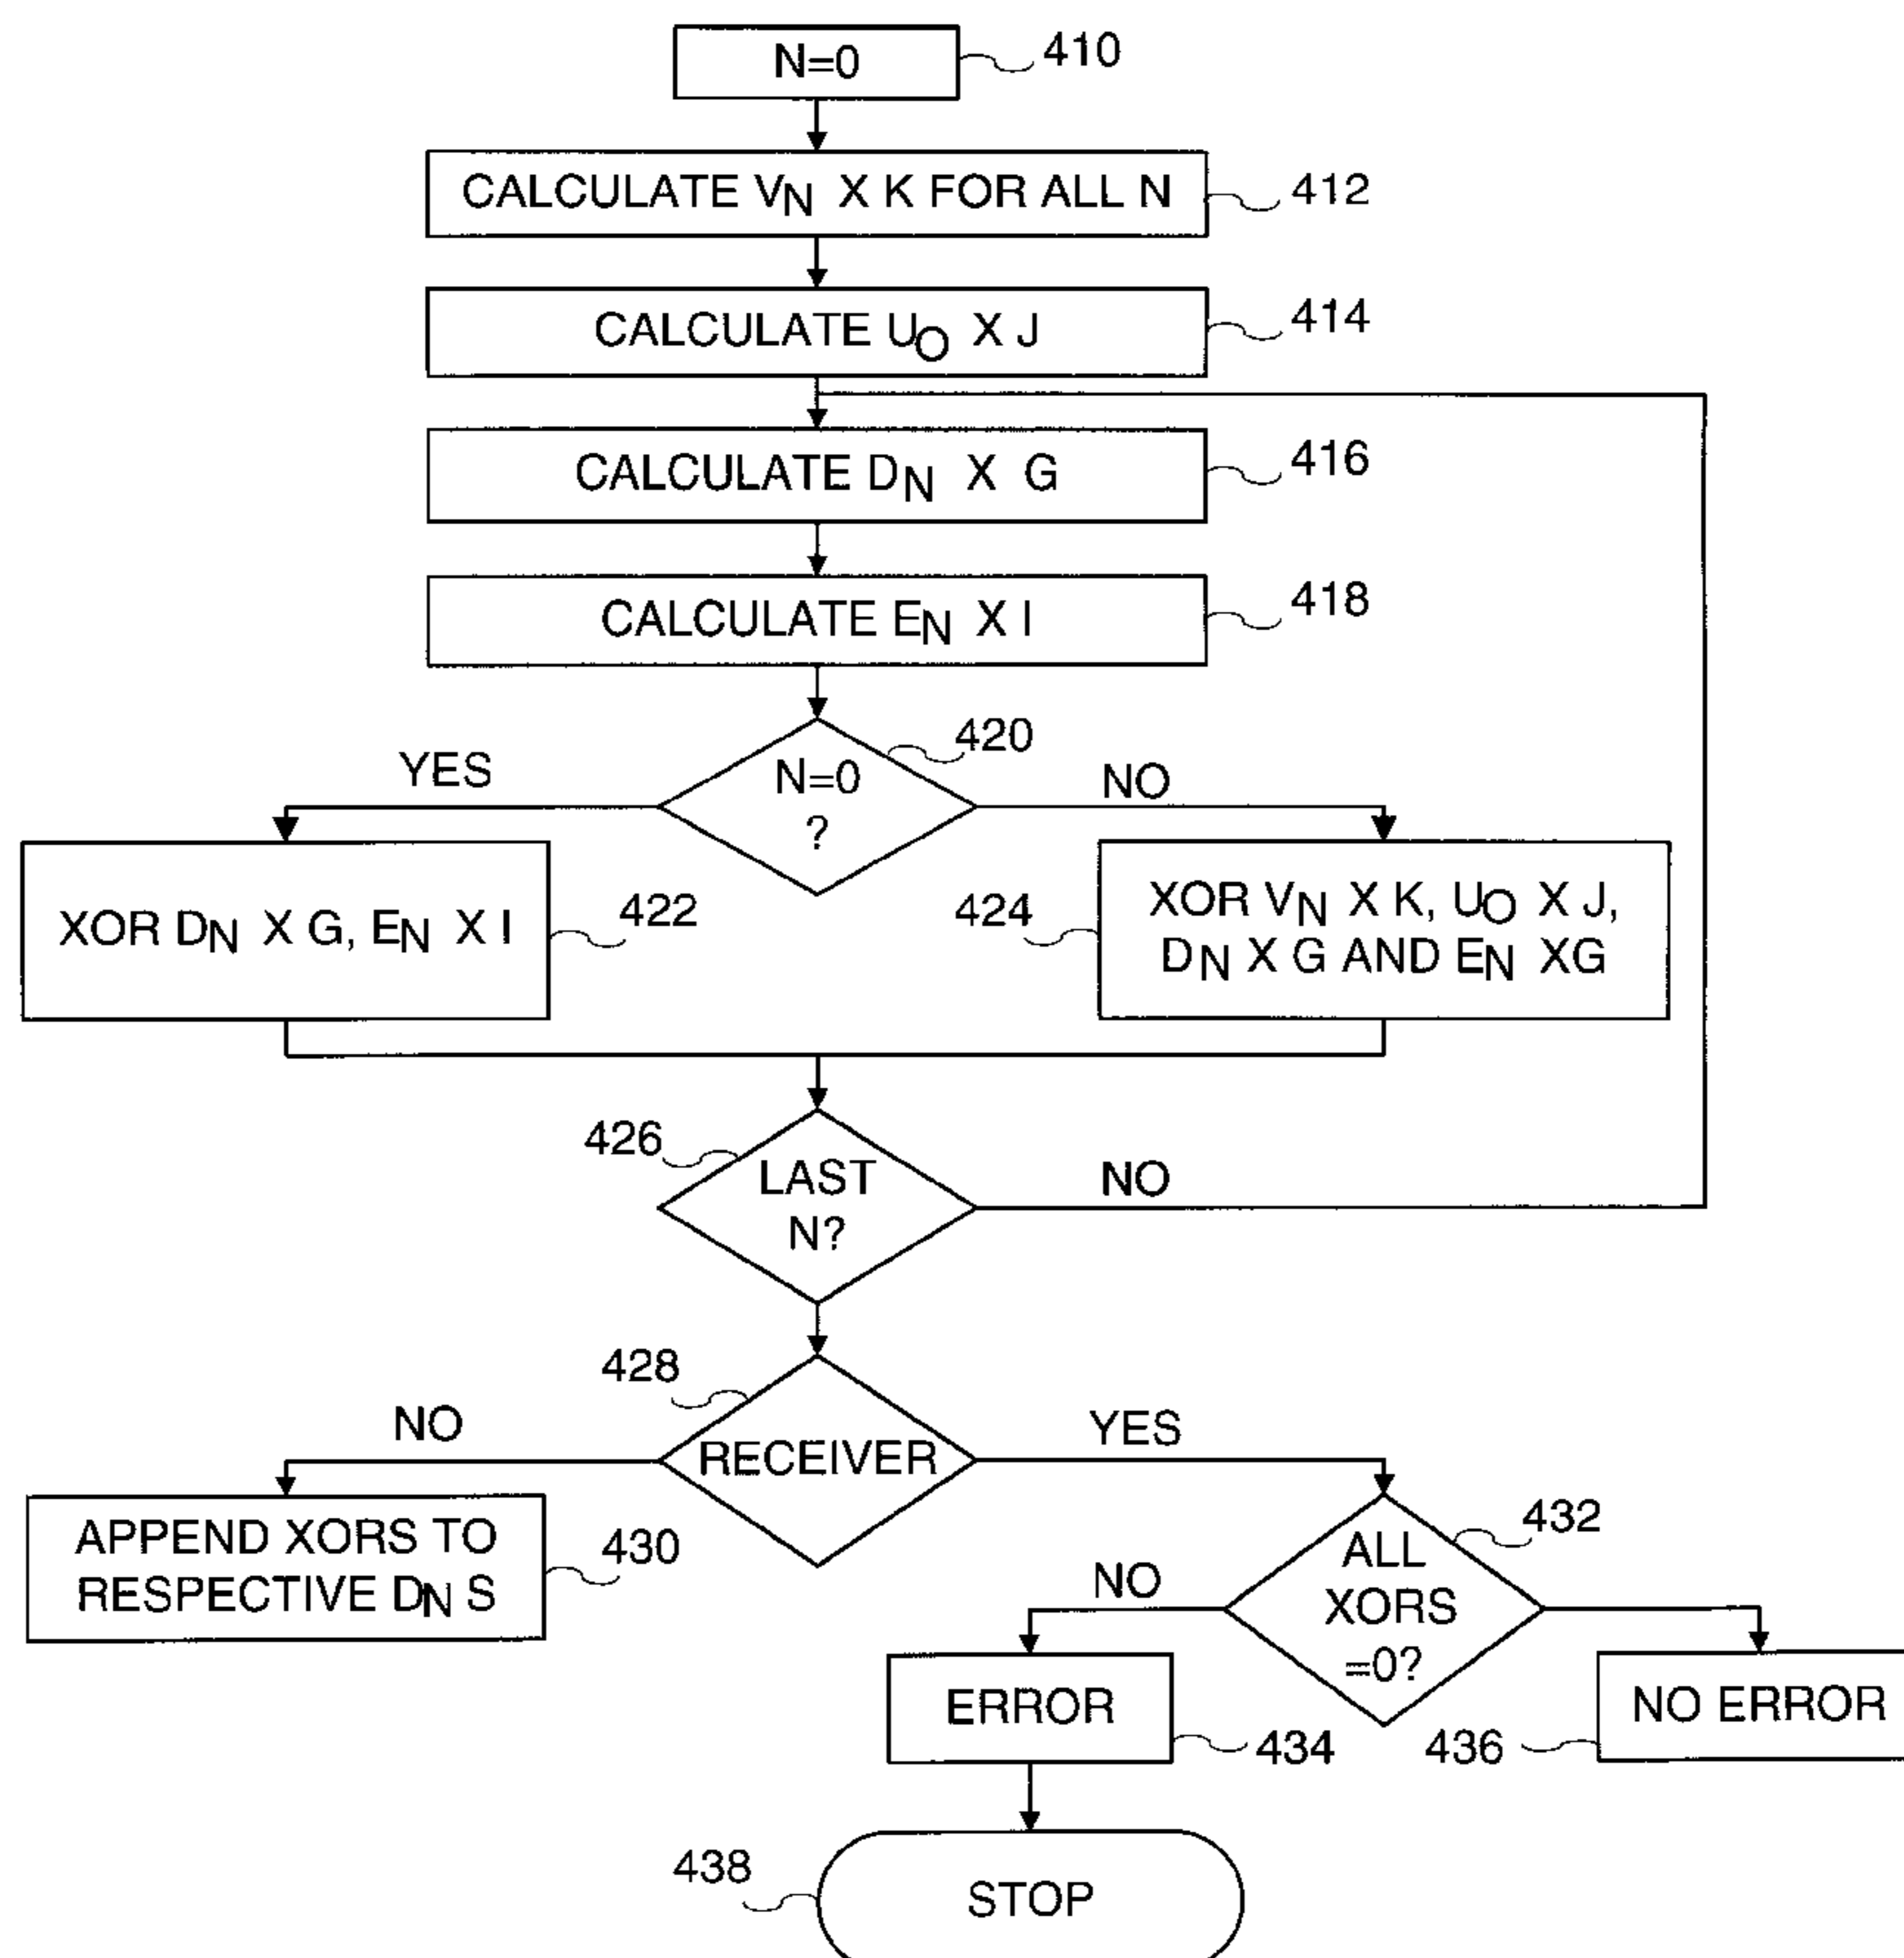 N=0
410
CALCULATE VN X K FOR ALL N
412
CALCULATE UO X J
414
CALCULATE DN X G
416
CALCULATE EN X I
418
420
N=0
?
YES
NO
XOR DN X G, EN X I
422
424
XOR VN X K, UO X J,
DN X G AND EN XG
426
LAST
N?
NO
428
RECEIVER
NO
YES
APPEND XORS TO
RESPECTIVE DN S
430
432
ALL
XORS
=0?
NO
ERROR
434
436
NO ERROR
438
STOP